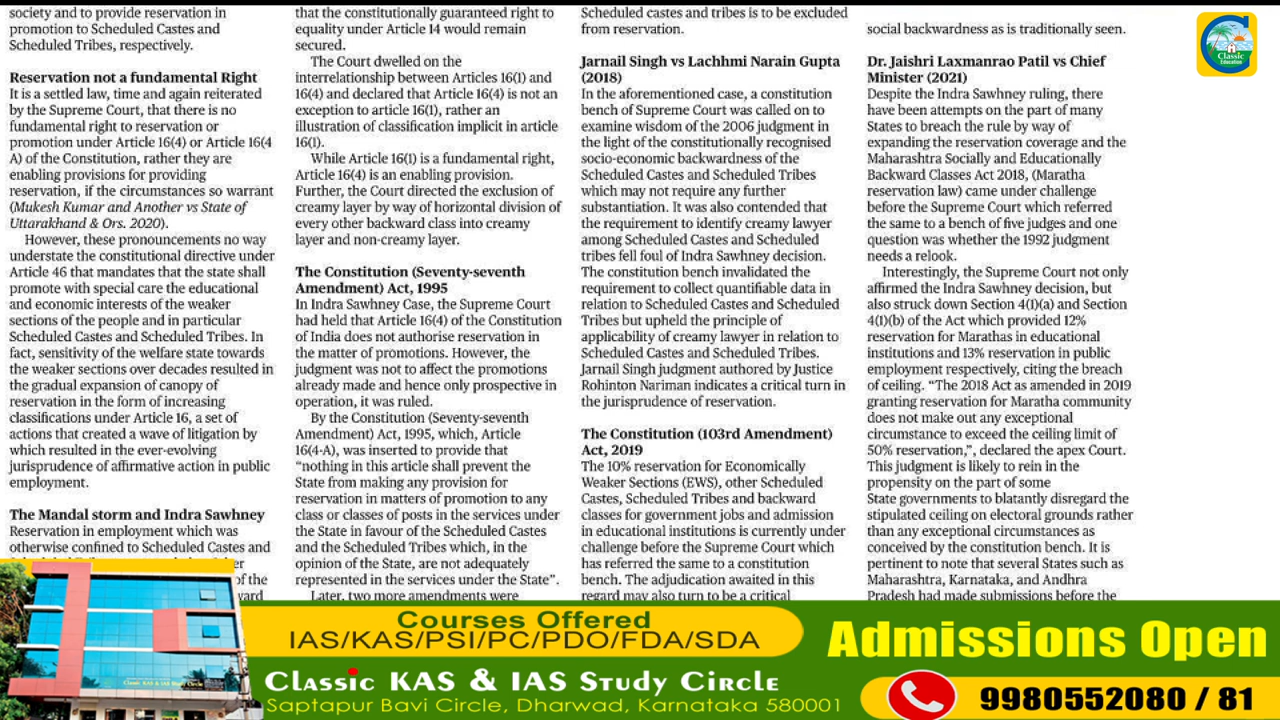 society and to provide reservation in
promotion to Scheduled Castes and
Scheduled Tribes, respectively.
Reservation not a fundamental Right
It is a settled law, time and again reiterated
by the Supreme Court, that there is no
fundamental right to reservation or
promotion under Article 16(4) or Article 16(4
A) of the Constitution, rather they are
enabling provisions for providing
reservation, if the circumstances so warrant
(Mukesh Kumar and Another vs State of
Uttarakhand & Ors. 2020).
However, these pronouncements no way
understate the constitutional directive under
Article 46 that mandates that the state shall
promote with special care the educational
and economic interests of the weaker
sections of the people and in particular
Scheduled Castes and Scheduled Tribes. In
fact, sensitivity of the welfare state towards
the weaker sections over decades resulted in
the gradual expansion of canopy of
reservation in the form of increasing
classifications under Article 16, a set of
actions that created a wave of litigation by
which resulted in the ever-evolving
jurisprudence of affirmative action in public
employment.
The Mandal storm and Indra Sawhney
Reservation in employment which was
otherwise confined to Scheduled Castes and
of the
that the constitutionally guaranteed right to
equality under Article 14 would remain
secured.
The Court dwelled on the
interrelationship between Articles 16(1) and
16(4) and declared that Article 16(4) is not an
exception to article 16(1), rather an
illustration of classification implicit in article
16(1).
While Article 16(1) is a fundamental right,
Article 16(4) is an enabling provision.
Further, the Court directed the exclusion of
creamy layer by way of horizontal division of
every other backward class into creamy
layer and non-creamy layer.
The Constitution (Seventy-seventh
Amendment) Act, 1995
In Indra Sawhney Case, the Supreme Court
had held that Article 16(4) of the Constitution
of India does not authorise reservation in
the matter of promotions. However, the
judgment was not to affect the promotions
already made and hence only prospective in
operation, it was ruled.
By the Constitution (Seventy-seventh
Amendment) Act, 1995, which, Article
16(4-A), was inserted to provide that
“nothing in this article shall prevent the
State from making any provision for
reservation in matters of promotion to any
class or classes of posts in the services under
the State in favour of the Scheduled Castes
and the Scheduled Tribes which, in the
opinion of the State, are not adequately
represented in the services under the State”.
Later, two more amendments were
Scheduled castes and tribes is to be excluded
from reservation.
Jarnail Singh vs Lachhmi Narain Gupta
(2018)
In the aforementioned case, a constitution
bench of Supreme Court was called on to
examine wisdom of the 2006 judgment in
the light of the constitutionally recognised
socio-economic backwardness of the
Scheduled Castes and Scheduled Tribes
which may not require any further
substantiation. It was also contended that
the requirement to identify creamy lawyer
among Scheduled Castes and Scheduled
tribes fell foul of Indra Sawhney decision.
The constitution bench invalidated the
requirement to collect quantifiable data in
relation to Scheduled Castes and Scheduled
Tribes but upheld the principle of
applicability of creamy lawyer in relation to
Scheduled Castes and Scheduled Tribes.
Jarnail Singh judgment authored by Justice
Rohinton Nariman indicates a critical turn in
the jurisprudence of reservation.
The Constitution (103rd Amendment)
Act, 2019
The 10% reservation for Economically
Weaker Sections (EWS), other Scheduled
Castes, Scheduled Tribes and backward
classes for government jobs and admission
in educational institutions is currently under
challenge before the Supreme Court which
has referred the same to a constitution
bench. The adjudication awaited in this
regard may also turn to be a critical
social backwardness as is traditionally seen.
Dr. Jaishri Laxmanrao Patil vs Chief
Minister (2021)
Despite the Indra Sawhney ruling, there
have been attempts on the part of many
States to breach the rule by way of
expanding the reservation coverage and the
Maharashtra Socially and Educationally
Backward Classes Act 2018, (Maratha
reservation law) came under challenge
before the Supreme Court which referred
the same to a bench of five judges and one
question was whether the 1992 judgment
needs a relook.
Interestingly, the Supreme Court not only
affirmed the Indra Sawhney decision, but
also struck down Section 4(1)(a) and Section
4(1)(b) of the Act which provided 12%
reservation for Marathas in educational
institutions and 13% reservation in public
employment respectively, citing the breach
of ceiling. “The 2018 Act as amended in 2019
granting reservation for Maratha community
does not make out any exceptional
circumstance to exceed the ceiling limit of
50% reservation,”, declared the apex Court.
This judgment is likely to rein in the
propensity on the part of some
State governments to blatantly disregard the
stipulated ceiling on electoral grounds rather
than any exceptional circumstances as
conceived by the constitution bench. It is
pertinent to note that several States such as
Maharashtra, Karnataka, and Andhra
Pradesh had made submissions before the
Classic
Education
Courses Offered
IAS/KAS/PSI/PC/PDO/FDA/SDA
Classic KAS & IAS Study Circle
Saptapur Bavi Circle, Dharwad, Karnataka 580001
Admissions Open
9980552080 / 81
Classic KAS & IAS Study Circle